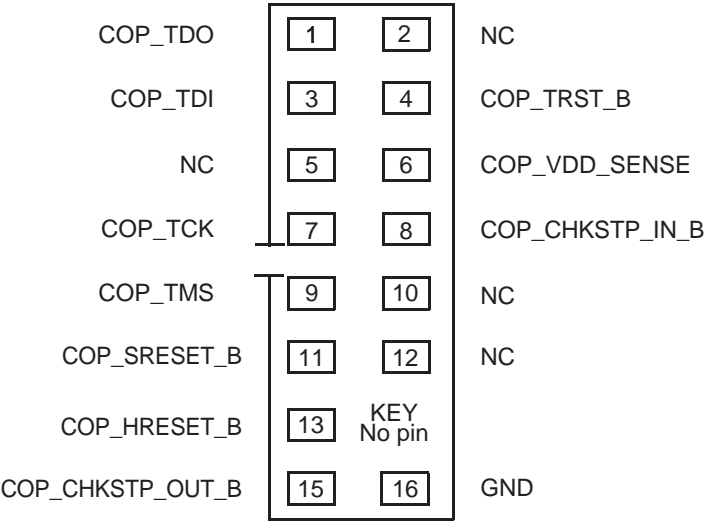 COP_TDO 1 2 NC
COP_TDI 3 4 COP_TRST_B
NC 5 6 COP_VDD_SENSE
COP_TCK 7 8 COP_CHKSTP_IN_B
COP_TMS 9 10 NC
COP_SRESET_B 11 12 NC
COP_HRESET_B 13 KEY
No pin
COP_CHKSTP_OUT_B 15 16 GND